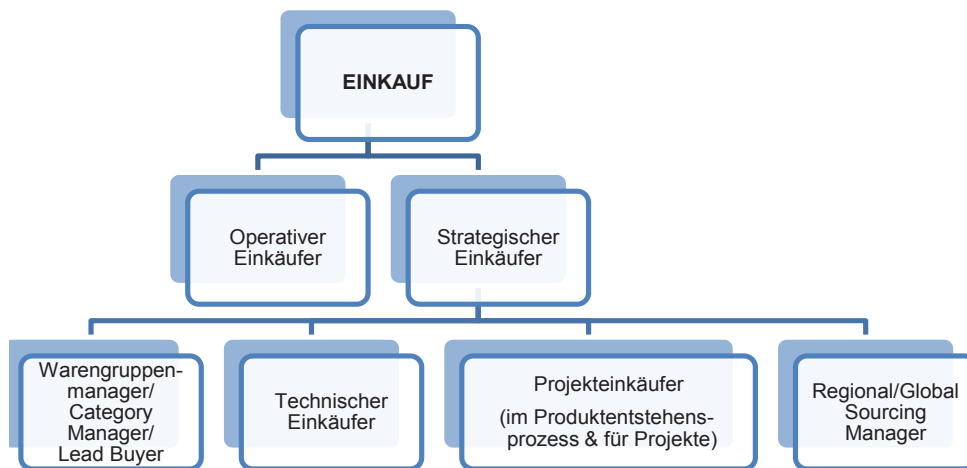 EINKAUF
Operativer
Einkäufer
Strategischer
Einkäufer
Warengruppen-
manager/
Category
Manager/
Lead Buyer
Technischer
Einkäufer
Projekteinkäufer
(im Produktentstehens-
prozess & für Projekte)
Regional/Global
Sourcing
Manager